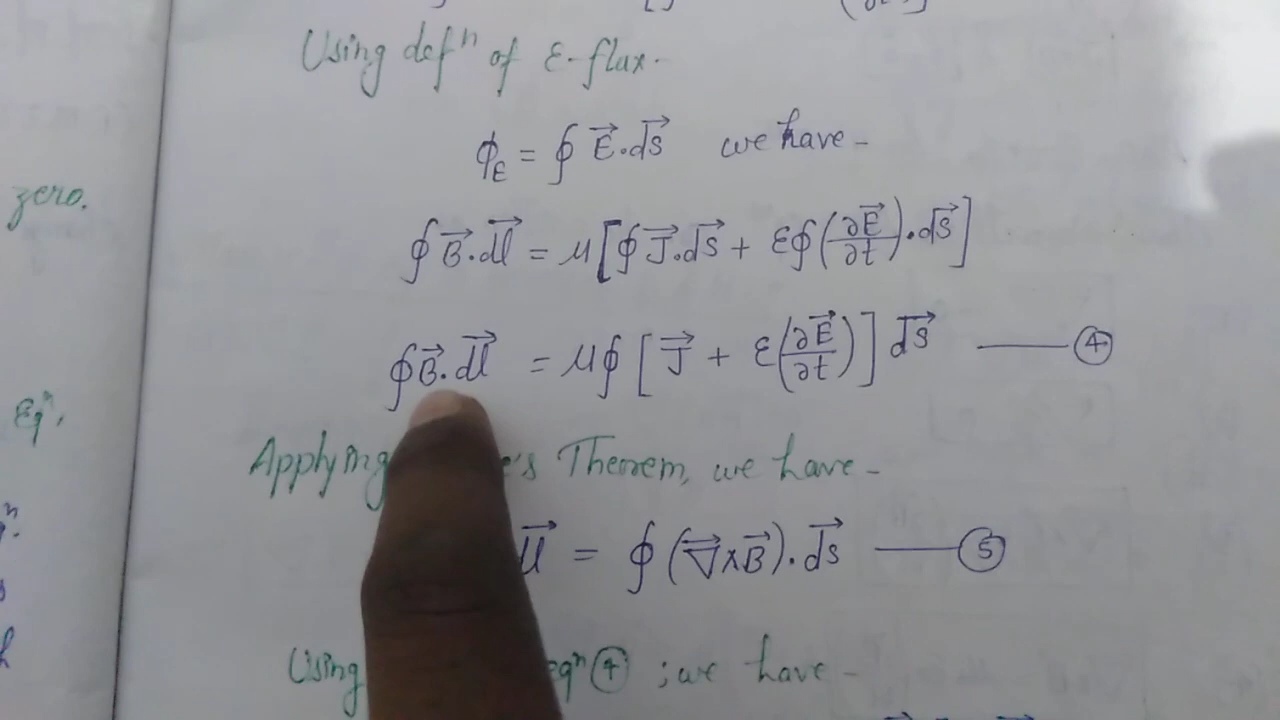 Using defⁿ of ε-flux.
ϕ_E = ∮ E⃗.ds⃗ we have -
zero.
∮ B⃗.dl⃗ = μ[∮ J⃗.ds⃗ + ε∮(∂E⃗/∂t).ds⃗]
∮ B⃗.dl⃗ = μ∮ [J⃗ + ε(∂E⃗/∂t)] ds⃗ —— ④
Eqⁿ.
Applying Theorem, we have -
= ∮ (∇⃗×B⃗).ds⃗ —— ⑤
Using eqⁿ ④ ; we have -